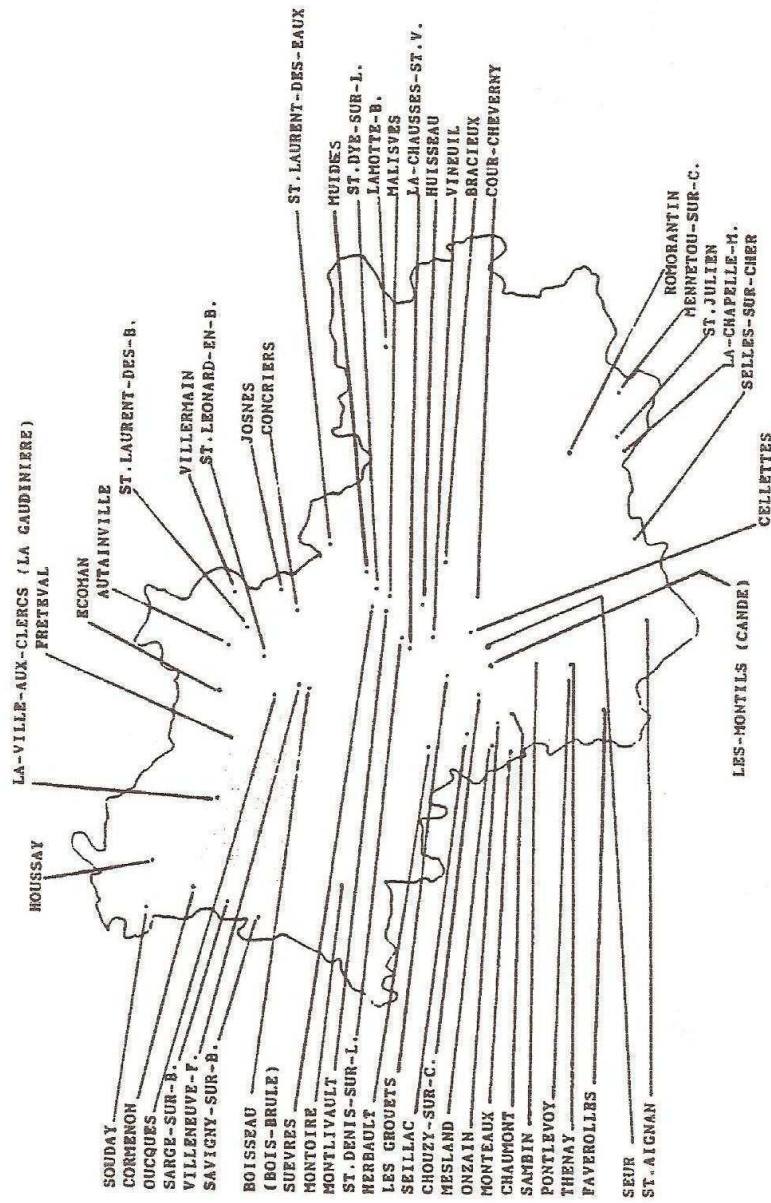 SOUDAY
CORMENON
OUCQUES
SARGE-SUR-B.
VILLENEUVE-F.
SAVIGNY-SUR-B.
BOISSEAU
(BOIS-BRULE)
SUEVRES
MONTOIRE
MONTLIVAULT
ST.DENIS-SUR-L.
HERBAULT
LES GROUETS
SEILLAC
CHOUZY-SUR-C.
MESLAND
ONZAIN
MONTEAUX
CHAUMONT
SAMBIN
PONTLEVOY
THENAY
FAVEROLLES
SEUR
ST.AIGNAN
HOUSSAY
LA-VILLE-AUX-CLERCS (LA GAUDINIERE)
FRETEVAL
ECOMAN
AUTAINVILLE
ST.LAURENT-DES-B.
VILLERMAIN
ST.LEONARD-EN-B.
JOSNES
CONCRIERS
ST.LAURENT-DES-EAUX
MUIDES
ST.DYE-SUR-L.
LAMOTTE-B.
MALISVES
LA-CHAUSSES-ST.V.
HUISSEAU
VINEUIL
BRACIEUX
COUR-CHEVERNY
ROMORANTIN
MENNETOU-SUR-C.
ST.JULIEN
LA-CHAPELLE-M.
SELLES-SUR-CHER
CELLETTES
LES-MONTILS (CANDE)